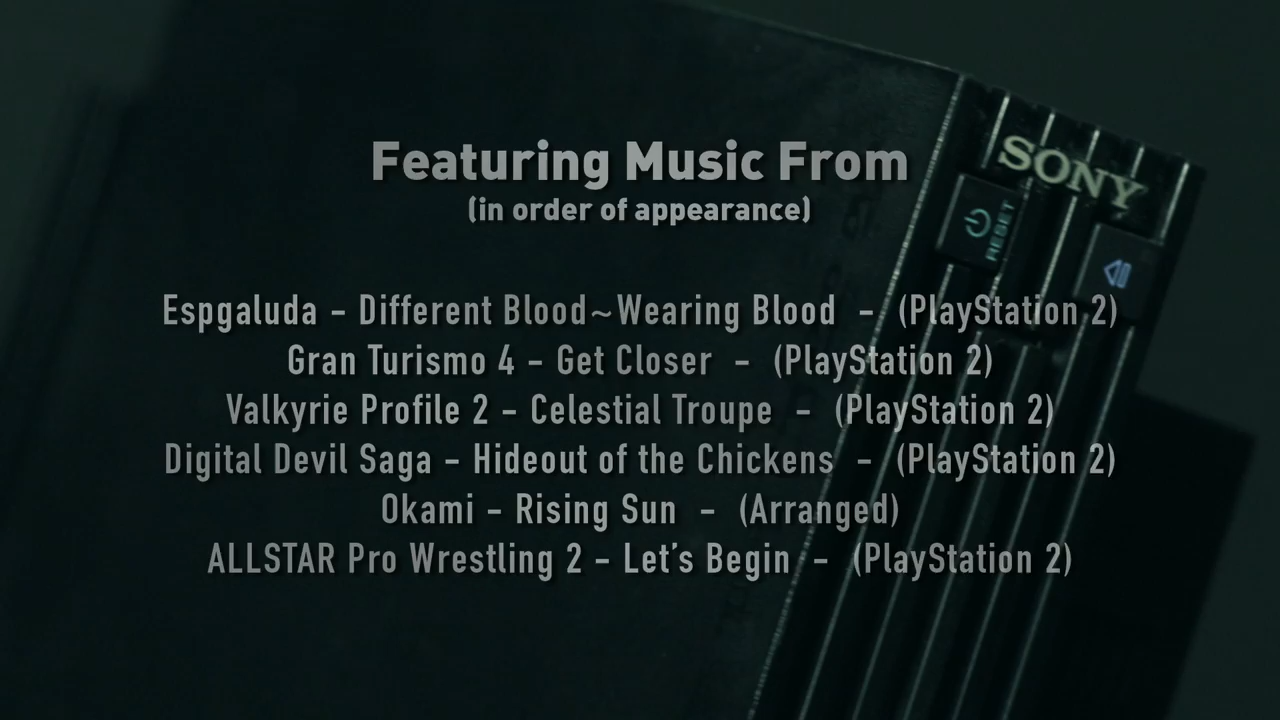 Featuring Music From
(in order of appearance)
SONY
RESET
Espgaluda - Different Blood~Wearing Blood - (PlayStation 2)
Gran Turismo 4 - Get Closer - (PlayStation 2)
Valkyrie Profile 2 - Celestial Troupe - (PlayStation 2)
Digital Devil Saga - Hideout of the Chickens - (PlayStation 2)
Okami - Rising Sun - (Arranged)
ALLSTAR Pro Wrestling 2 - Let's Begin - (PlayStation 2)